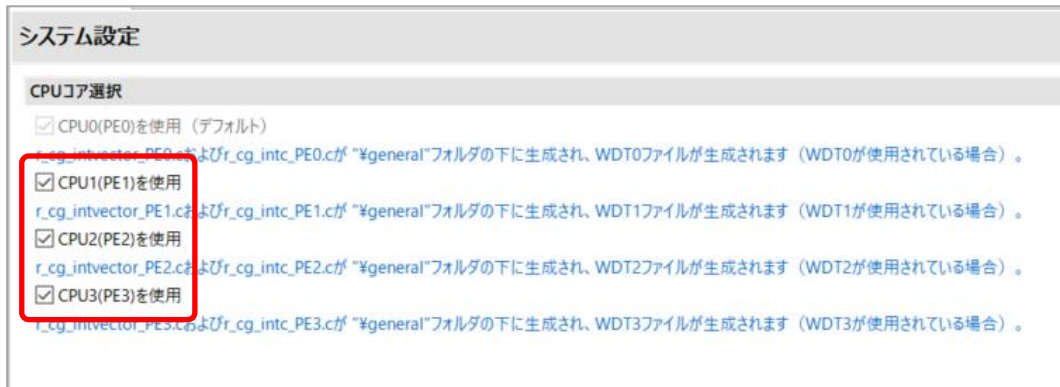 システム設定
CPUコア選択
CPU0(PE0)を使用 (デフォルト)
r_cg_intvector_PE0.cおよびr_cg_intc_PE0.cが "¥general"フォルダの下に生成され、WDT0ファイルが生成されます (WDT0が使用されている場合) 。
CPU1(PE1)を使用
r_cg_intvector_PE1.cおよびr_cg_intc_PE1.cが "¥general"フォルダの下に生成され、WDT1ファイルが生成されます (WDT1が使用されている場合) 。
CPU2(PE2)を使用
r_cg_intvector_PE2.cおよびr_cg_intc_PE2.cが "¥general"フォルダの下に生成され、WDT2ファイルが生成されます (WDT2が使用されている場合) 。
CPU3(PE3)を使用
r_cg_intvector_PE3.cおよびr_cg_intc_PE3.cが "¥general"フォルダの下に生成され、WDT3ファイルが生成されます (WDT3が使用されている場合) 。